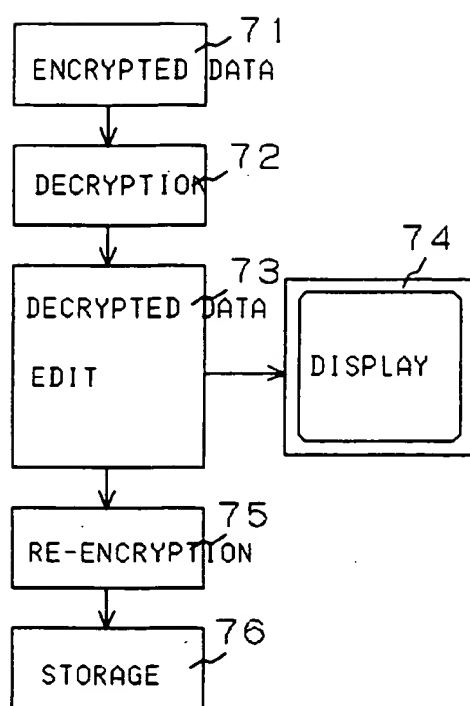 71
ENCRYPTED DATA
72
DECRYPTION
73
DECRYPTED DATA
74
EDIT
DISPLAY
75
RE-ENCRYPTION
76
STORAGE